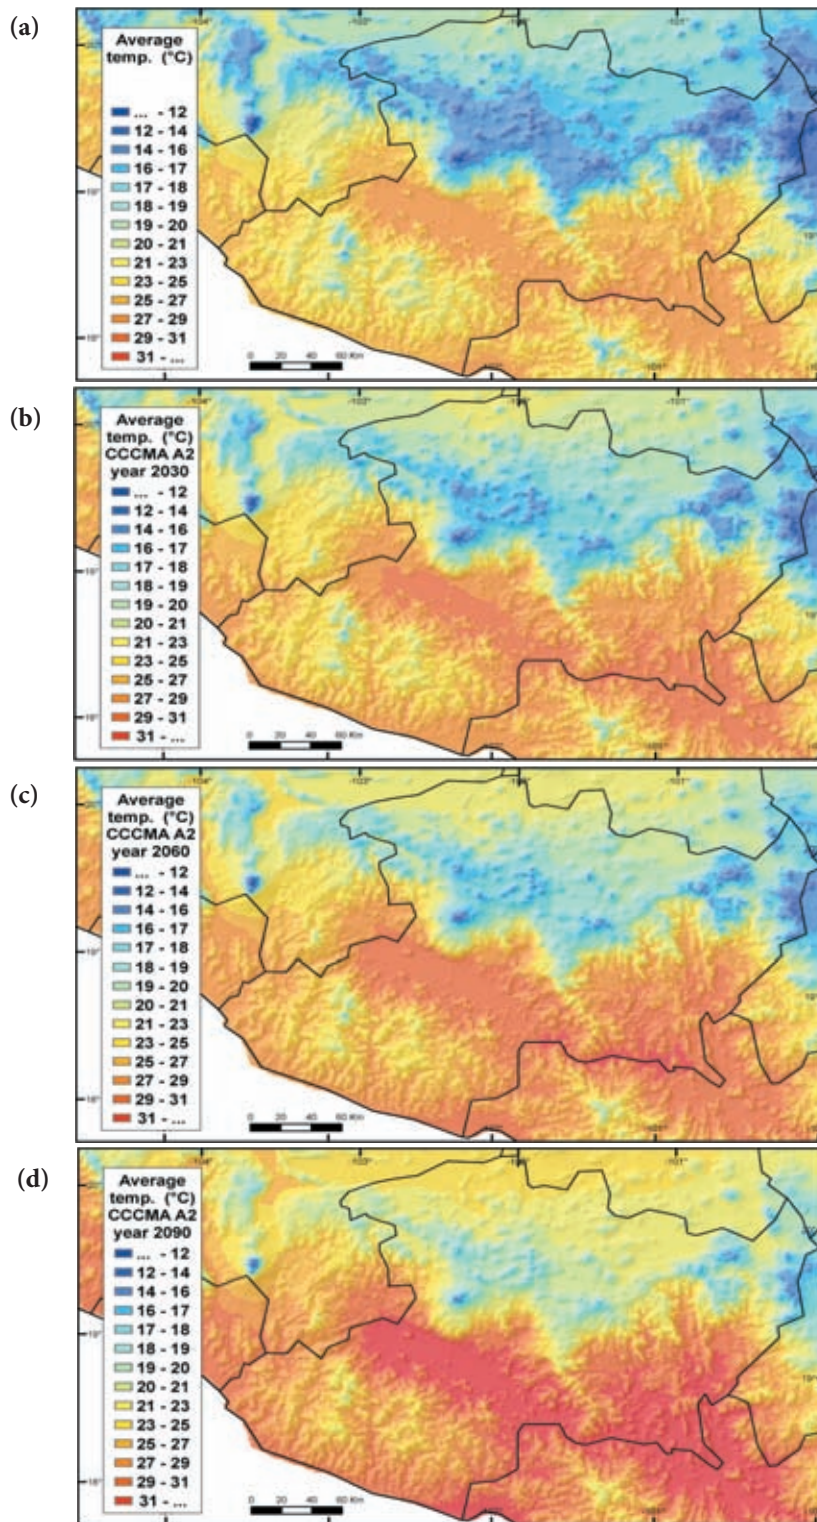 (a)
Average
temp. (°C)
... - 12
12 - 14
14 - 16
16 - 17
17 - 18
18 - 19
19 - 20
20 - 21
21 - 23
23 - 25
25 - 27
27 - 29
29 - 31
31 - ...
0 20 40 60 Km
(b)
Average
temp. (°C)
CCCMA A2
year 2030
... - 12
12 - 14
14 - 16
16 - 17
17 - 18
18 - 19
19 - 20
20 - 21
21 - 23
23 - 25
25 - 27
27 - 29
29 - 31
31 - ...
0 20 40 60 Km
(c)
Average
temp. (°C)
CCCMA A2
year 2060
... - 12
12 - 14
14 - 16
16 - 17
17 - 18
18 - 19
19 - 20
20 - 21
21 - 23
23 - 25
25 - 27
27 - 29
29 - 31
31 - ...
0 20 40 60 Km
(d)
Average
temp. (°C)
CCCMA A2
year 2090
... - 12
12 - 14
14 - 16
16 - 17
17 - 18
18 - 19
19 - 20
20 - 21
21 - 23
23 - 25
25 - 27
27 - 29
29 - 31
31 - ...
0 20 40 60 Km